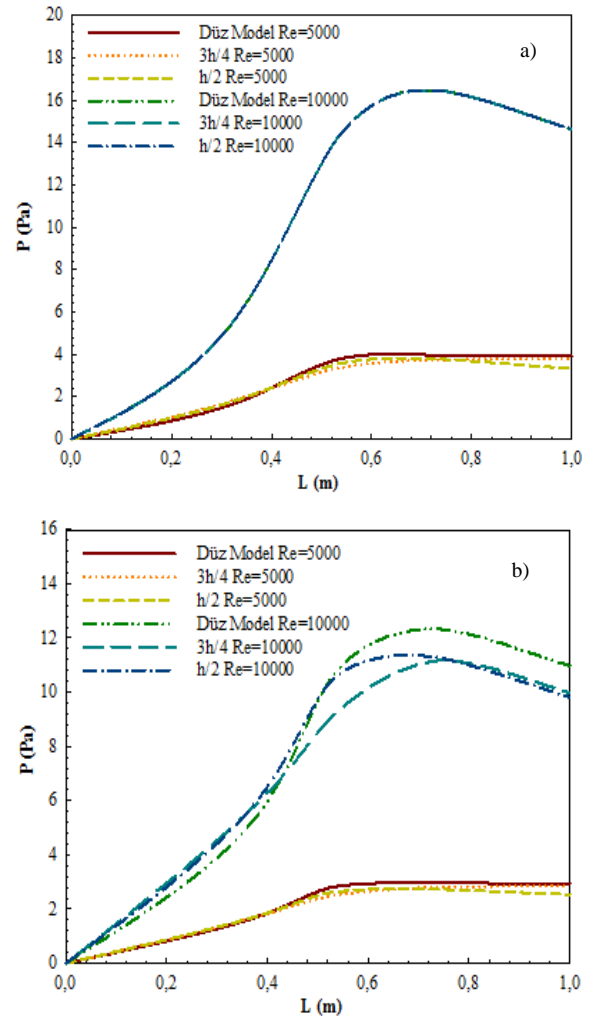 20
18
16
14
12
10
8
6
4
2
0
P (Pa)
Düz Model Re=5000
3h/4 Re=5000
h/2 Re=5000
Düz Model Re=10000
3h/4 Re=10000
h/2 Re=10000
a)
0,0 0,2 0,4 0,6 0,8 1,0
L (m)
16
14
12
10
8
6
4
2
0
P (Pa)
Düz Model Re=5000
3h/4 Re=5000
h/2 Re=5000
Düz Model Re=10000
3h/4 Re=10000
h/2 Re=10000
b)
0,0 0,2 0,4 0,6 0,8 1,0
L (m)